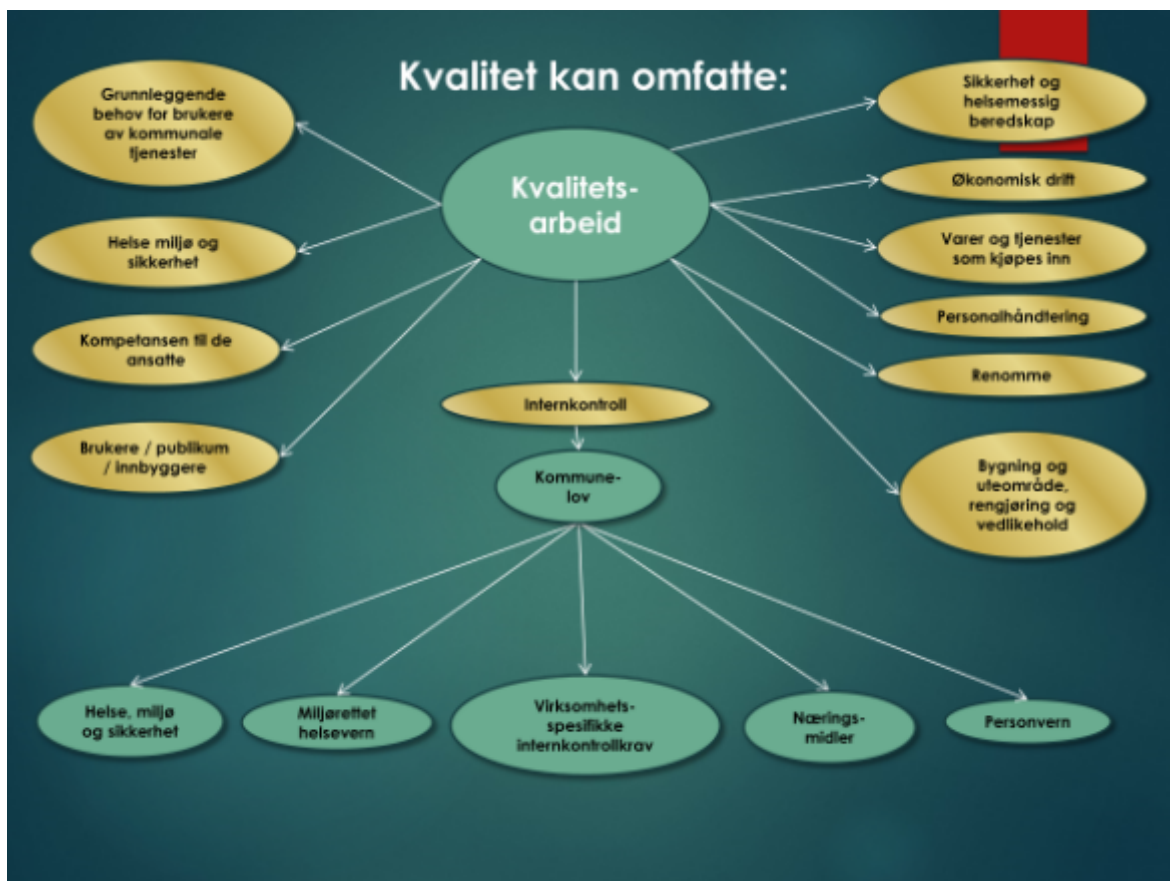 Kvalitet kan omfatte:
Grunnleggende
behov for brukere
av kommunale
tjenester
Helse miljø og
sikkerhet
Kompetansen til de
ansatte
Brukere / publikum
/ innbyggere
Kvalitets-
arbeid
Internkontroll
Kommune-
lov
Sikkerhet og
helsemessig
beredskap
Økonomisk drift
Varer og tjenester
som kjøpes inn
Personalhåndtering
Renomme
Bygning og
uteområde,
rengjøring og
vedlikehold
Helse, miljø
og sikkerhet
Miljørettet
helsevern
Virksomhets-
spesifikke
internkontrollkrav
Nærings-
midler
Personvern